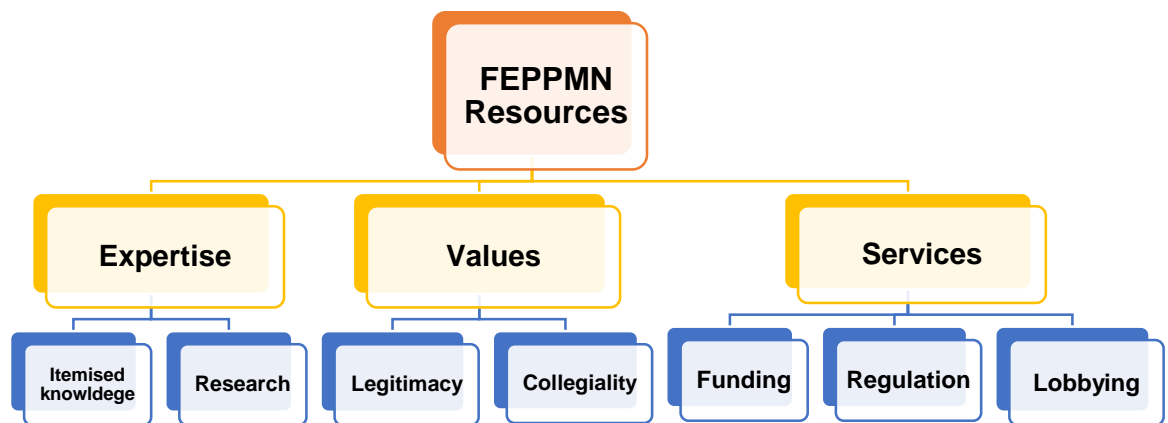 FEPPMN
Resources
Expertise
Values
Services
Itemised
knowldege
Research
Legitimacy
Collegiality
Funding
Regulation
Lobbying